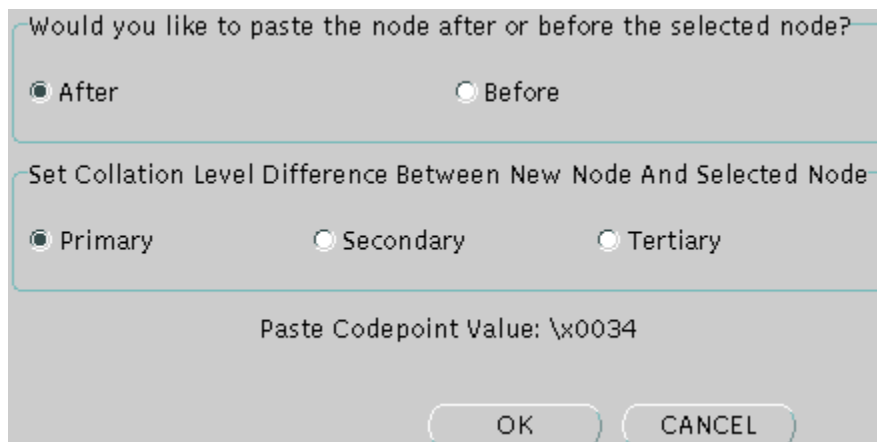 Would you like to paste the node after or before the selected node?
After Before
Set Collation Level Difference Between New Node And Selected Node
Primary Secondary Tertiary
Paste Codepoint Value: \x0034
OK CANCEL